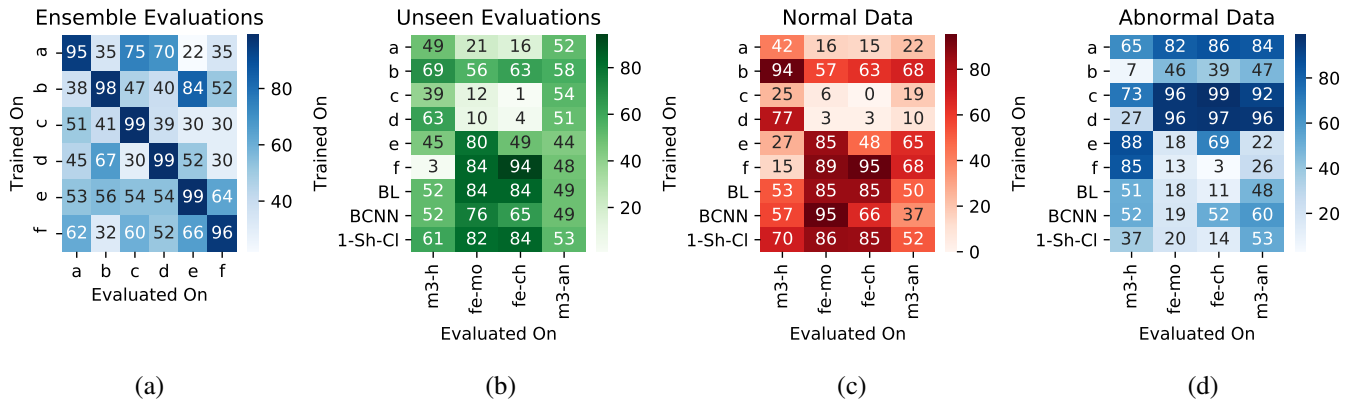 Ensemble Evaluations
Trained On
a 95 35 75 70 22 35
b 38 98 47 40 84 52
c 51 41 99 39 30 30
d 45 67 30 99 52 30
e 53 56 54 54 99 64
f 62 32 60 52 66 96
a b c d e f
Evaluated On
80
60
40
(a)
Unseen Evaluations
Trained On
a 49 21 16 52
b 69 56 63 58
c 39 12 1 54
d 63 10 4 51
e 45 80 49 44
f 3 84 94 48
BL 52 84 84 49
BCNN 52 76 65 49
1-Sh-Cl 61 82 84 53
m3-h fe-mo fe-ch m3-an
Evaluated On
80
60
40
20
(b)
Normal Data
Trained On
a 42 16 15 22
b 94 57 63 68
c 25 6 0 19
d 77 3 3 10
e 27 85 48 65
f 15 89 95 68
BL 53 85 85 50
BCNN 57 95 66 37
1-Sh-Cl 70 86 85 52
m3-h fe-mo fe-ch m3-an
Evaluated On
80
60
40
20
0
(c)
Abnormal Data
Trained On
a 65 82 86 84
b 7 46 39 47
c 73 96 99 92
d 27 96 97 96
e 88 18 69 22
f 85 13 3 26
BL 51 18 11 48
BCNN 52 19 52 60
1-Sh-Cl 37 20 14 53
m3-h fe-mo fe-ch m3-an
Evaluated On
80
60
40
20
(d)